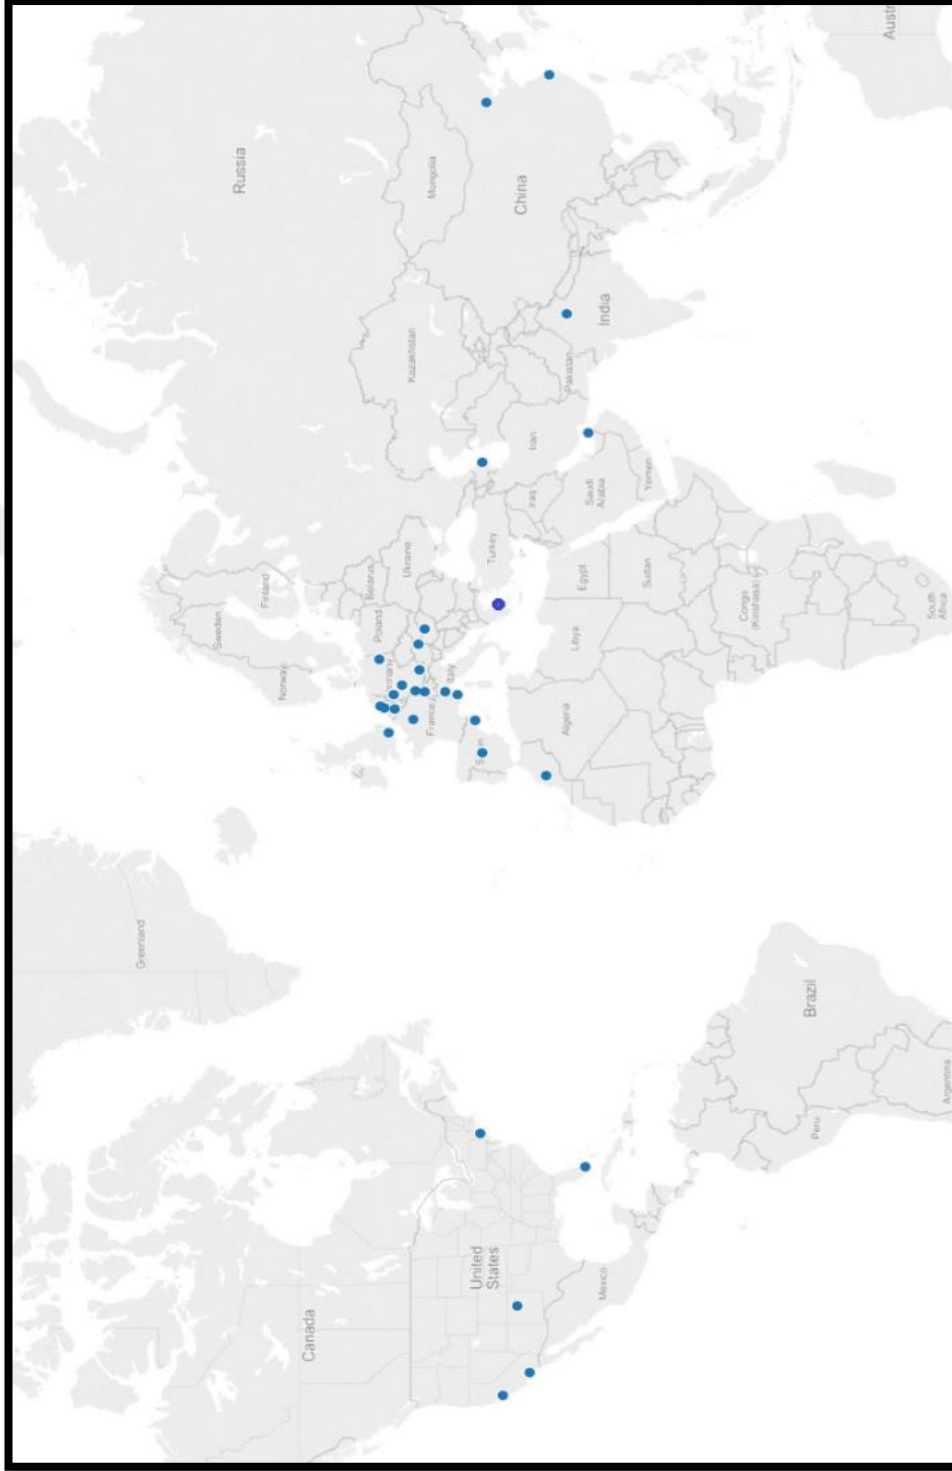 Canada
Greenland
United
States
Mexico
Peru
Brazil
Argentina
Norway
Sweden
Finland
Poland
Belarus
Ukraine
France
Italy
Turkey
Algeria
Libya
Egypt
Sudan
Congo
(Kinshasa)
South
Africa
Saudi
Arabia
Yemen
Iraq
Iran
Pakistan
India
Kazakhstan
Mongolia
China
Russia